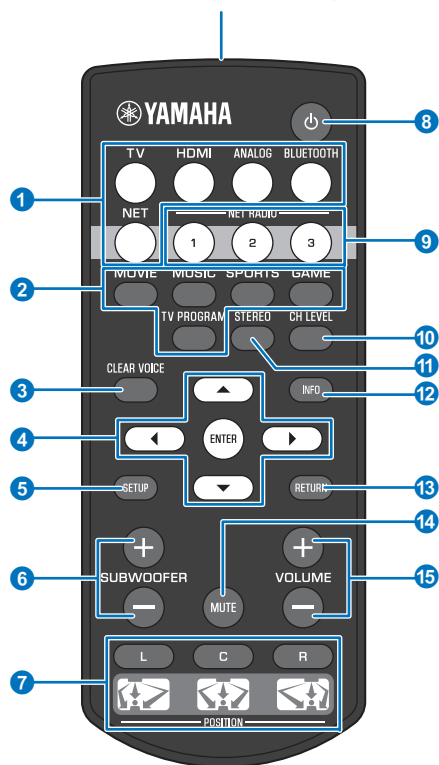 YAMAHA
8
TV HDMI ANALOG BLUETOOTH
1
NET NET RADIO
1 2 3
9
2
MOVIE MUSIC SPORTS GAME
TV PROGRAM STEREO CH LEVEL
10
11
CLEAR VOICE
3
INFO
12
4
ENTER
5
SETUP
RETURN
13
14
+ +
6
SUBWOOFER VOLUME
15
MUTE
– –
L C R
7
POSITION